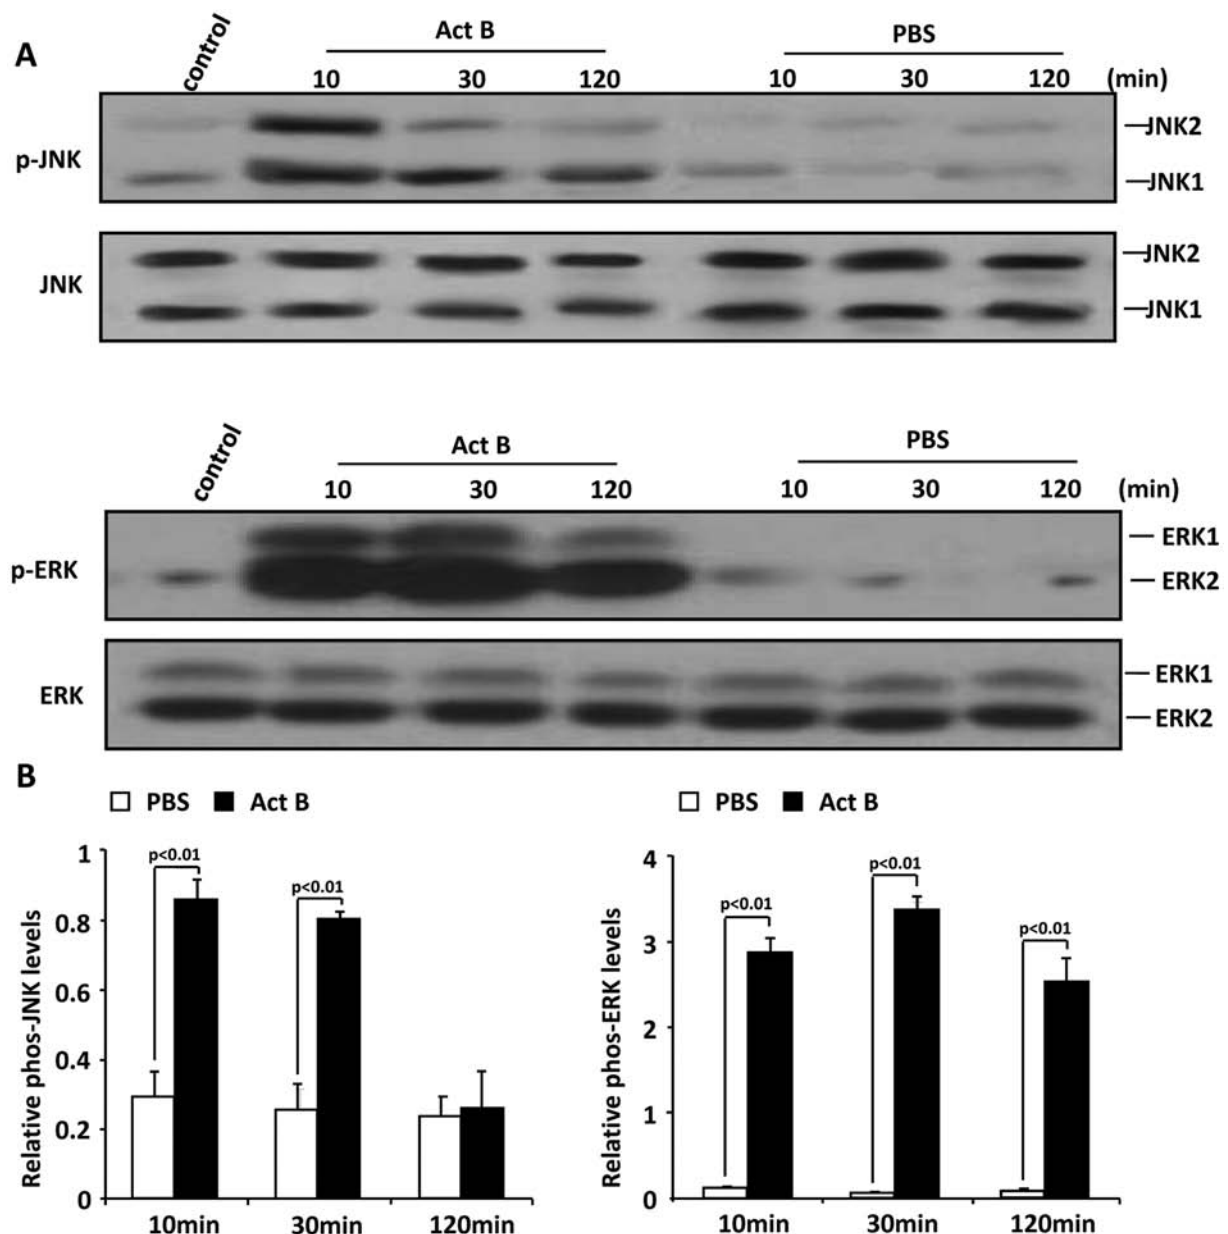 A
control
Act B
PBS
10 30 120 10 30 120 (min)
p-JNK
JNK2
JNK1
JNK
JNK2
JNK1
control
Act B
PBS
10 30 120 10 30 120 (min)
p-ERK
ERK1
ERK2
ERK
ERK1
ERK2
B
PBS Act B
Relative phos-JNK levels
1
0.8
0.6
0.4
0.2
0
p<0.01
p<0.01
10min 30min 120min
PBS Act B
Relative phos-ERK levels
4
3
2
1
0
p<0.01
p<0.01
p<0.01
10min 30min 120min